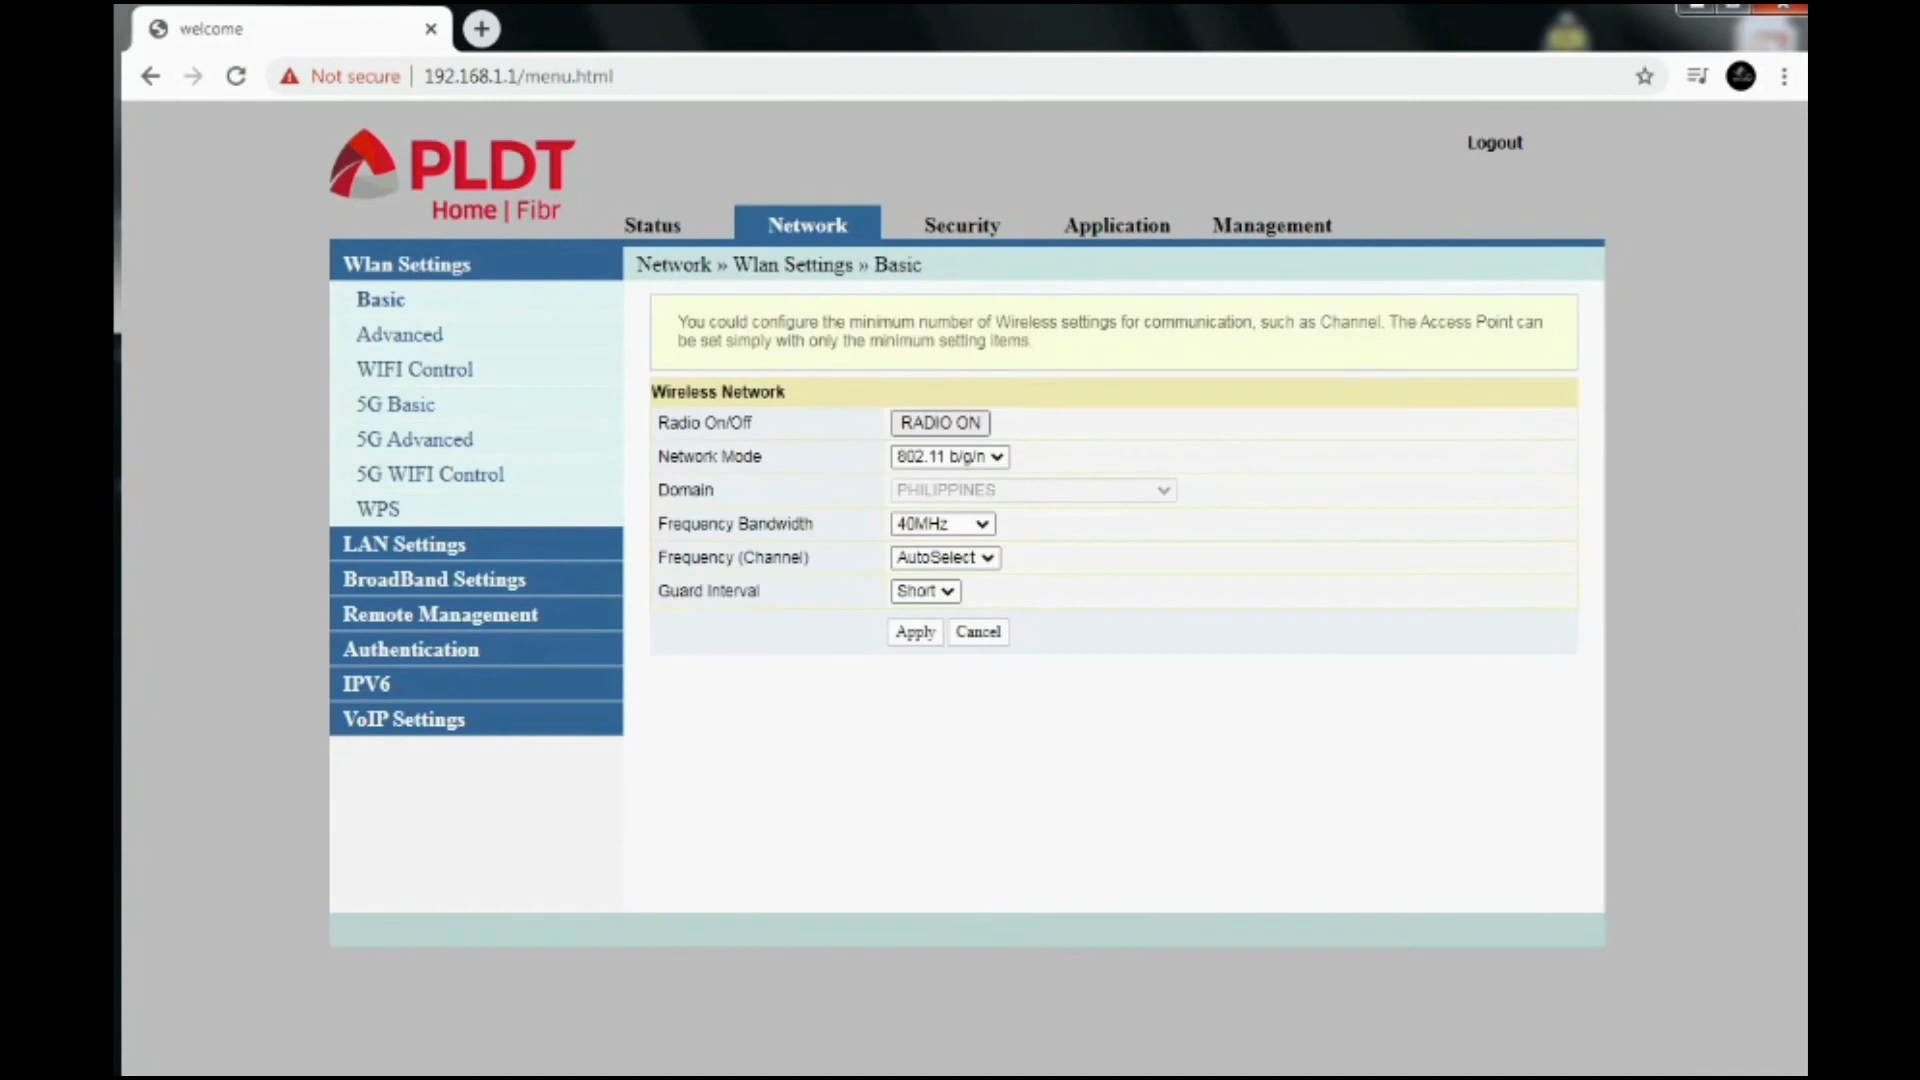 welcome
Not secure | 192.168.1.1/menu.html
PLDT
Home | Fibr
Logout
Status Network Security Application Management
Wlan Settings
Basic
Advanced
WIFI Control
5G Basic
5G Advanced
5G WIFI Control
WPS
LAN Settings
BroadBand Settings
Remote Management
Authentication
IPV6
VoIP Settings
Network » Wlan Settings » Basic
You could configure the minimum number of Wireless settings for communication, such as Channel. The Access Point can
be set simply with only the minimum setting items
Wireless Network
Radio On/Off RADIO ON
Network Mode 802.11 b/g/n
Domain PHILIPPINES
Frequency Bandwidth 40MHz
Frequency (Channel) AutoSelect
Guard Interval Short
Apply Cancel